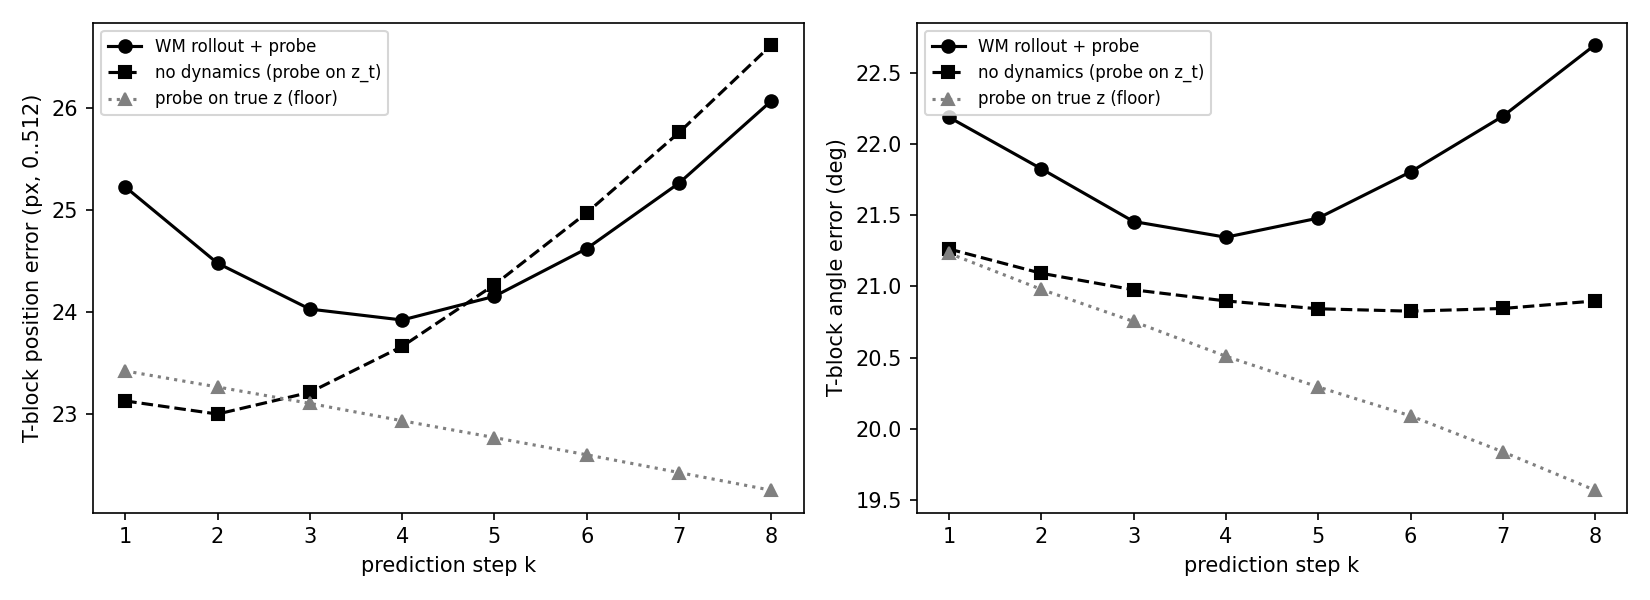 WM rollout + probe
no dynamics (probe on z_t)
probe on true z (floor)
T-block position error (px, 0..512)
26
25
24
23
1 2 3 4 5 6 7 8
prediction step k
WM rollout + probe
no dynamics (probe on z_t)
probe on true z (floor)
T-block angle error (deg)
22.5
22.0
21.5
21.0
20.5
20.0
19.5
1 2 3 4 5 6 7 8
prediction step k